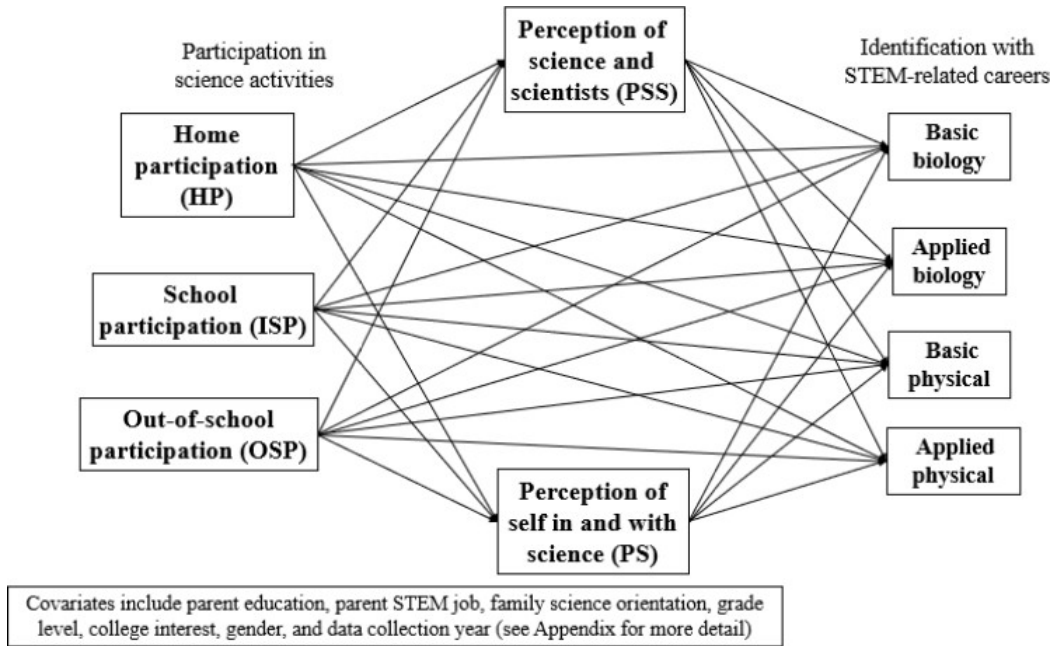 Participation in
science activities
Home
participation
(HP)
School
participation (ISP)
Out-of-school
participation (OSP)
Perception of
science and
scientists (PSS)
Perception of
self in and with
science (PS)
Identification with
STEM-related careers
Basic
biology
Applied
biology
Basic
physical
Applied
physical
Covariates include parent education, parent STEM job, family science orientation, grade
level, college interest, gender, and data collection year (see Appendix for more detail)